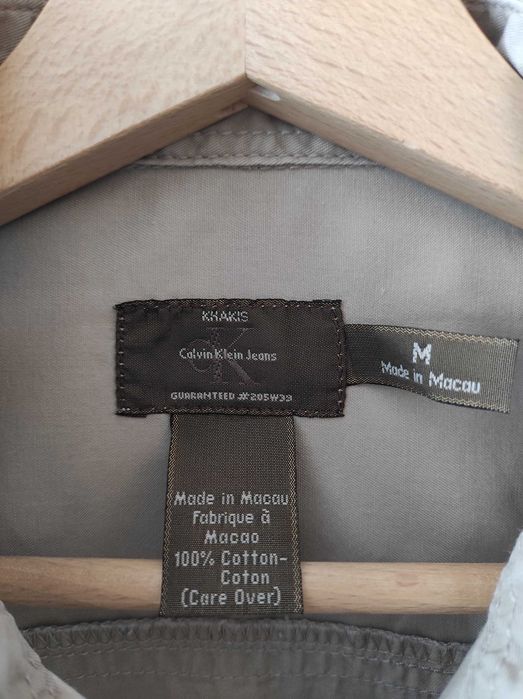 KHAKIS
CK
Calvin Klein Jeans
GUARANTEED #205W39
M
Made in Macau
Made in Macau
Fabrique à
Macao
100% Cotton-
Coton
(Care Over)